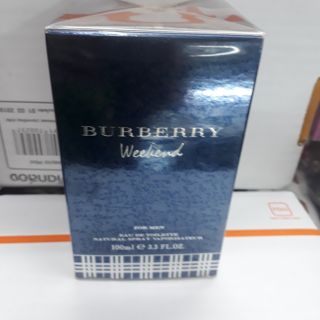 BURBERRY
Weekend
FOR MEN
EAU DE TOILETTE
NATURAL SPRAY VAPORISATEUR
100ml ℮ 3.3 FL.OZ.